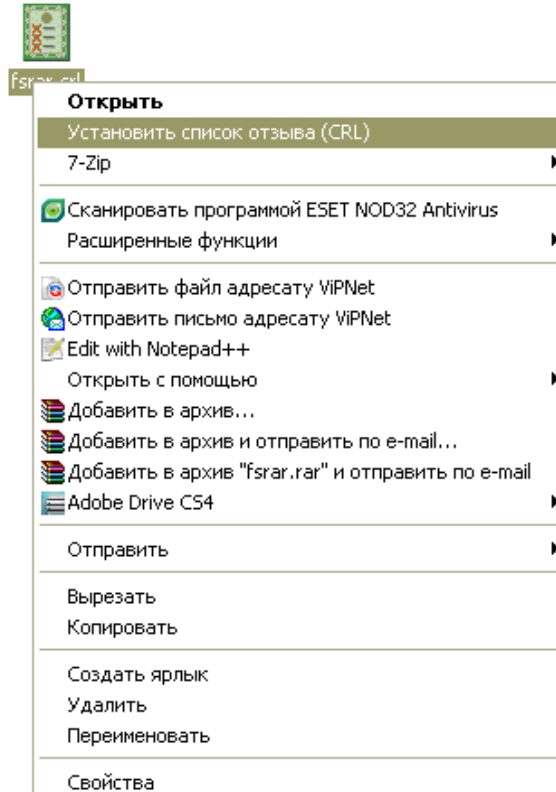 fsrar.crl
Открыть
Установить список отзыва (CRL)
7-Zip
Сканировать программой ESET NOD32 Antivirus
Расширенные функции
Отправить файл адресату ViPNet
Отправить письмо адресату ViPNet
Edit with Notepad++
Открыть с помощью
Добавить в архив...
Добавить в архив и отправить по e-mail...
Добавить в архив "fsrar.rar" и отправить по e-mail
Adobe Drive CS4
Отправить
Вырезать
Копировать
Создать ярлык
Удалить
Переименовать
Свойства